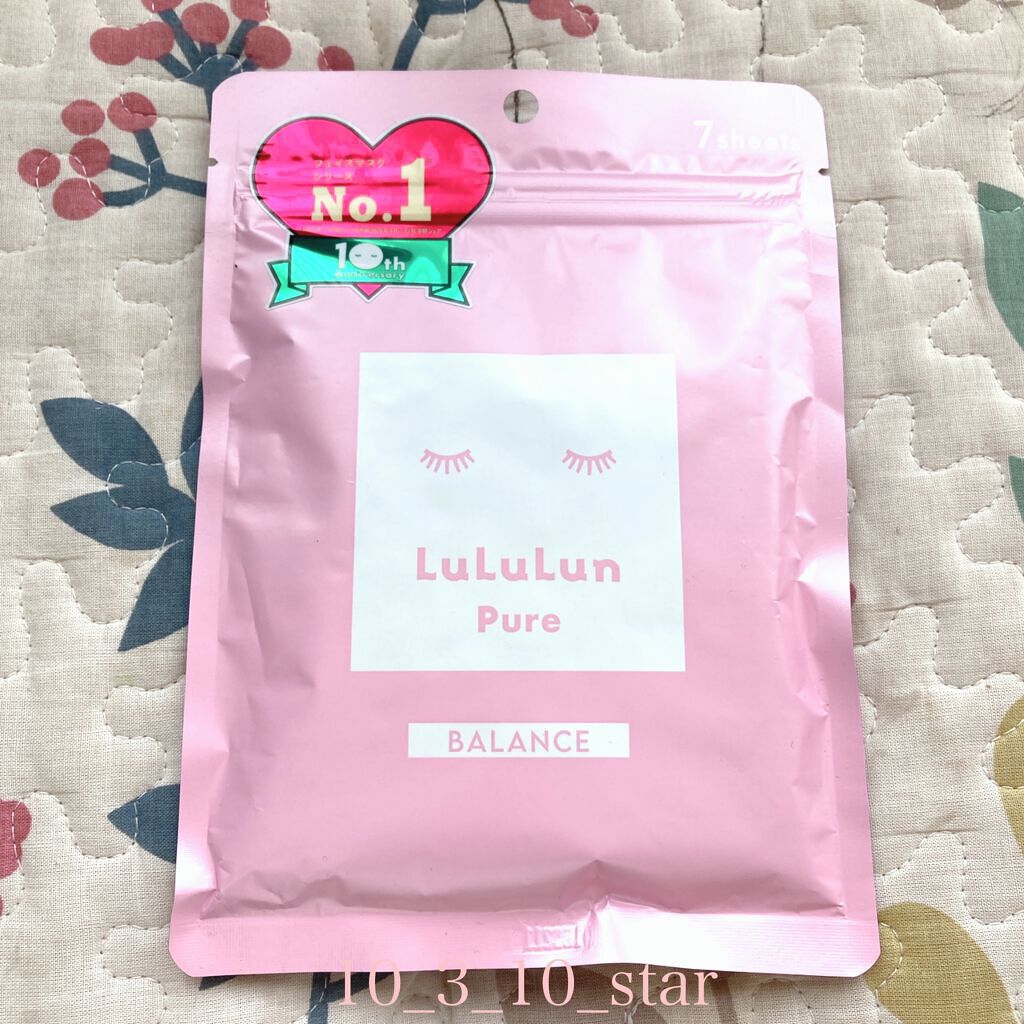 7sheets
フェイスマスク
シリーズ
No.1
10th
anniversary
LuLuLun
Pure
BALANCE
10_3_10_star